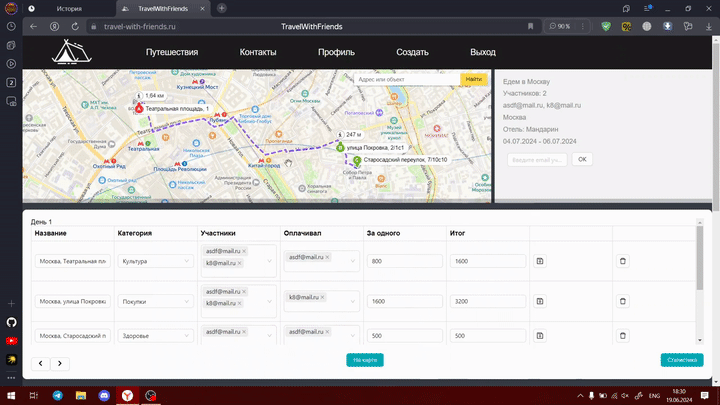 История
TravelWithFriends
travel-with-friends.ru
TravelWithFriends
90 %
Путешествия
Контакты
Профиль
Создать
Выход
Адрес или объект
Найти
1,64 км
Театральная площадь, 1
Кузнецкий Мост
Лубянка
Театральная
Охотный Ряд
Площадь Революции
Китай-город
247 м
улица Покровка, 2/1с1
Старосадский переулок, 7/10с10
Едем в Москву
Участников: 2
asdf@mail.ru, k8@mail.ru
Москва
Отель: Мандарин
04.07.2024 - 06.07.2024
OK
День 1
Название Категория Участники Оплачивал За одного Итог
Москва, Театральная пл
Культура
asdf@mail.ru
k8@mail.ru
asdf@mail.ru
800
1600
Москва, улица Покровка
Покупки
asdf@mail.ru
k8@mail.ru
k8@mail.ru
1600
3200
Москва, Старосадский п
Здоровье
asdf@mail.ru
asdf@mail.ru
500
500
На карте
Статистика
ENG
18:30
19.06.2024